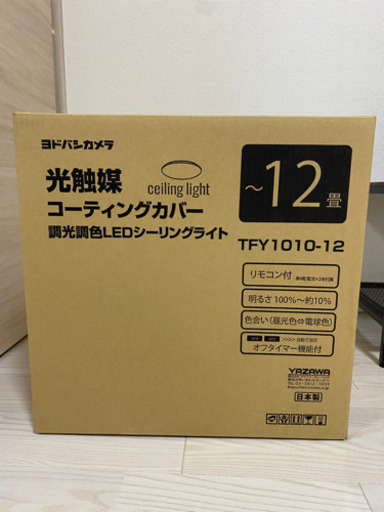 ヨドバシカメラ
光触媒
ceiling light
コーティングカバー
調光調色LEDシーリングライト
〜12畳
TFY1010-12
リモコン付
明るさ 100%〜約10%
色合い（昼光色⇔電球色）
オフタイマー機能付
YAZAWA
日本製